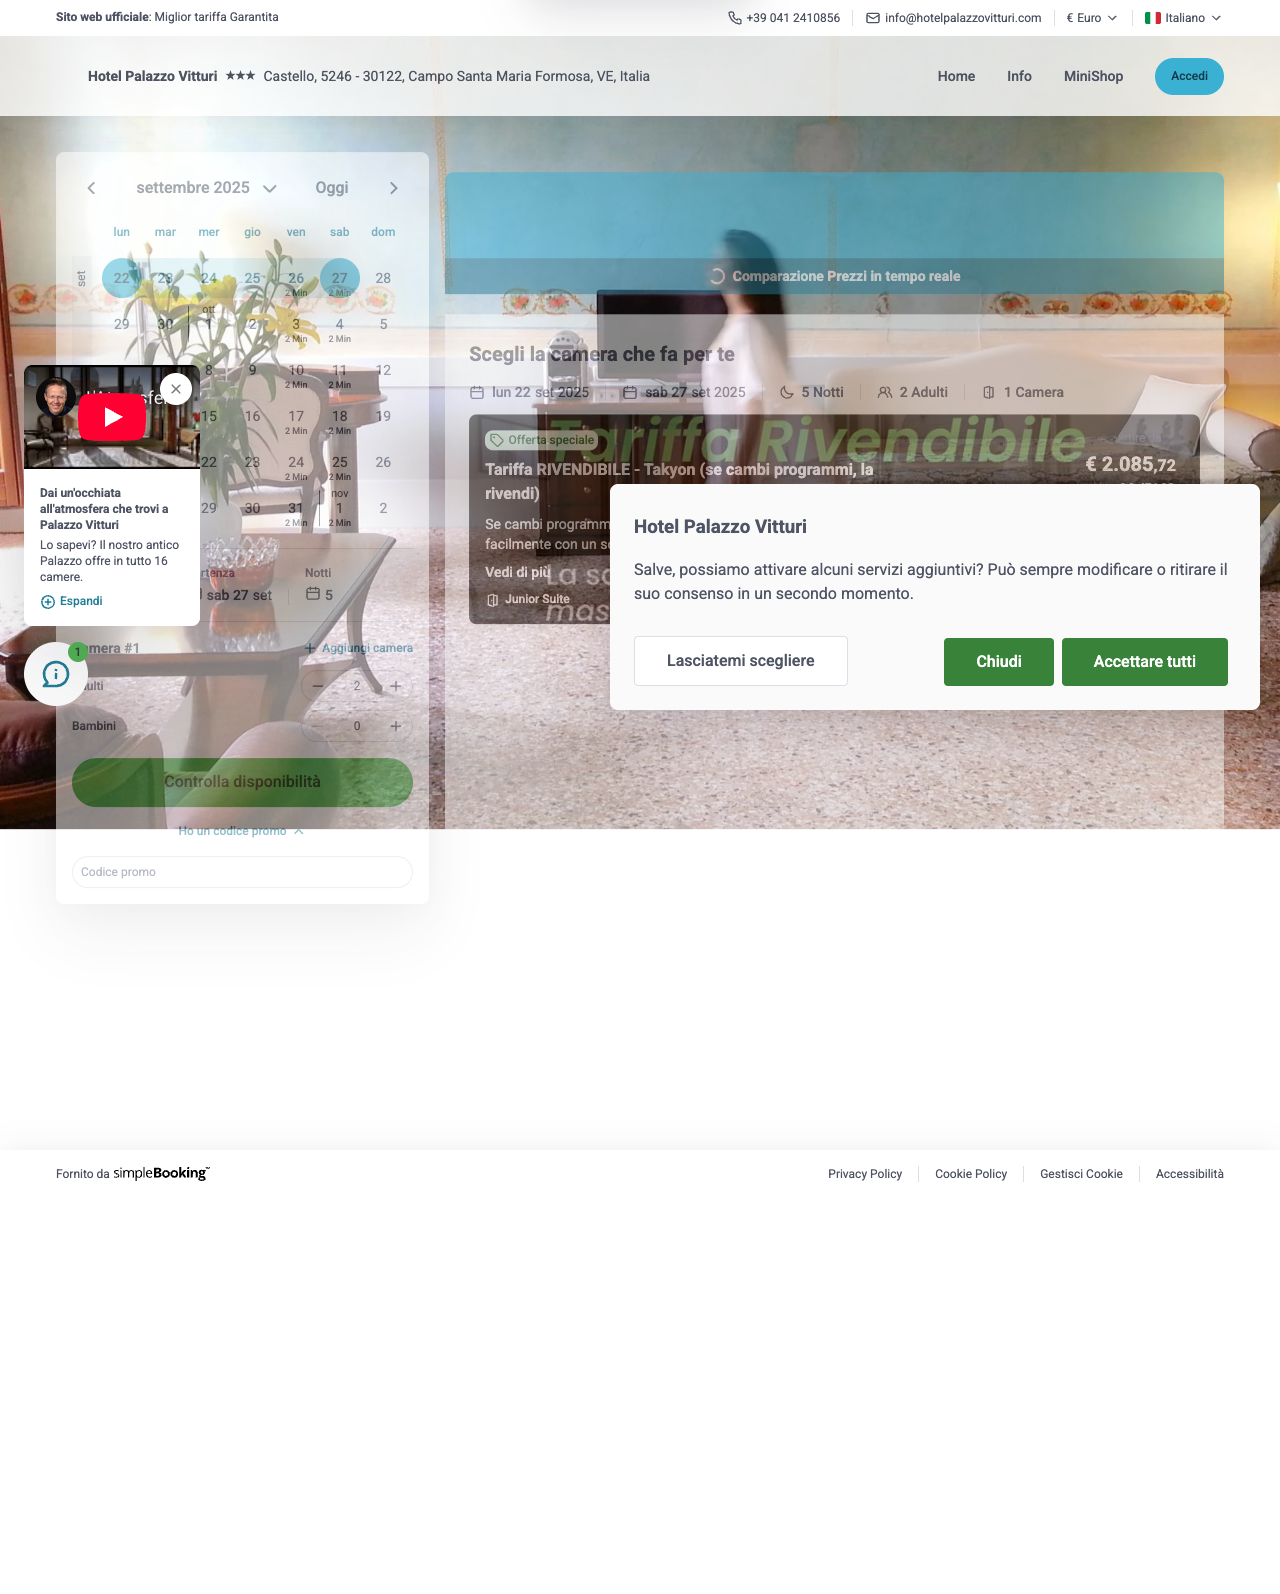 Sito web ufficiale: Miglior tariffa Garantita
+39 041 2410856
info@hotelpalazzovitturi.com
€ Euro
Italiano
Hotel Palazzo Vitturi ★★★ Castello, 5246 - 30122, Campo Santa Maria Formosa, VE, Italia
Home
Info
MiniShop
Accedi
settembre 2025
Oggi
lun mar mer gio ven sab dom
set
22 23 24 25 26 27 28
2 Min 2 Min
ott
29 30 1 2 3 4 5
2 Min 2 Min
8 9 10 11 12
2 Min 2 Min
15 16 17 18 19
2 Min 2 Min
22 23 24 25 26
2 Min 2 Min
nov
29 30 31 1 2
2 Min 2 Min
Notti
sab 27 set
5
Aggiungi camera
2
Bambini
0
Controlla disponibilità
Ho un codice promo
Codice promo
Dai un'occhiata
all'atmosfera che trovi a
Palazzo Vitturi
Lo sapevi? Il nostro antico
Palazzo offre in tutto 16
camere.
Espandi
1
Comparazione Prezzi in tempo reale
Scegli la camera che fa per te
lun 22 set 2025
sab 27 set 2025
5 Notti
2 Adulti
1 Camera
Tariffa Rivendibile
Offerta speciale
Tariffa RIVENDIBILE - Takyon (se cambi programmi, la
rivendi)
€ 2.085,72
Se cambi
facilmente con un
Vedi di più
Junior Suite
Hotel Palazzo Vitturi
Salve, possiamo attivare alcuni servizi aggiuntivi? Può sempre modificare o ritirare il
suo consenso in un secondo momento.
Lasciatemi scegliere
Chiudi
Accettare tutti
Fornito da simpleBooking
Privacy Policy
Cookie Policy
Gestisci Cookie
Accessibilità